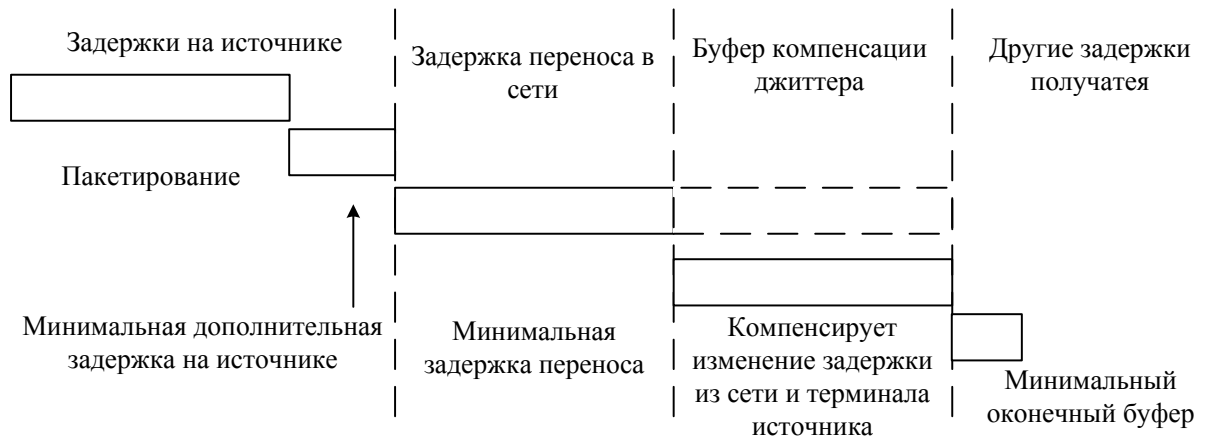 Задержки на источнике
Задержка переноса в
сети
Буфер компенсации
джиттера
Другие задержки
получатея
Пакетирование
Минимальная дополнительная
задержка на источнике
Минимальная
задержка переноса
Компенсирует
изменение задержки
из сети и терминала
источника
Минимальный
оконечный буфер